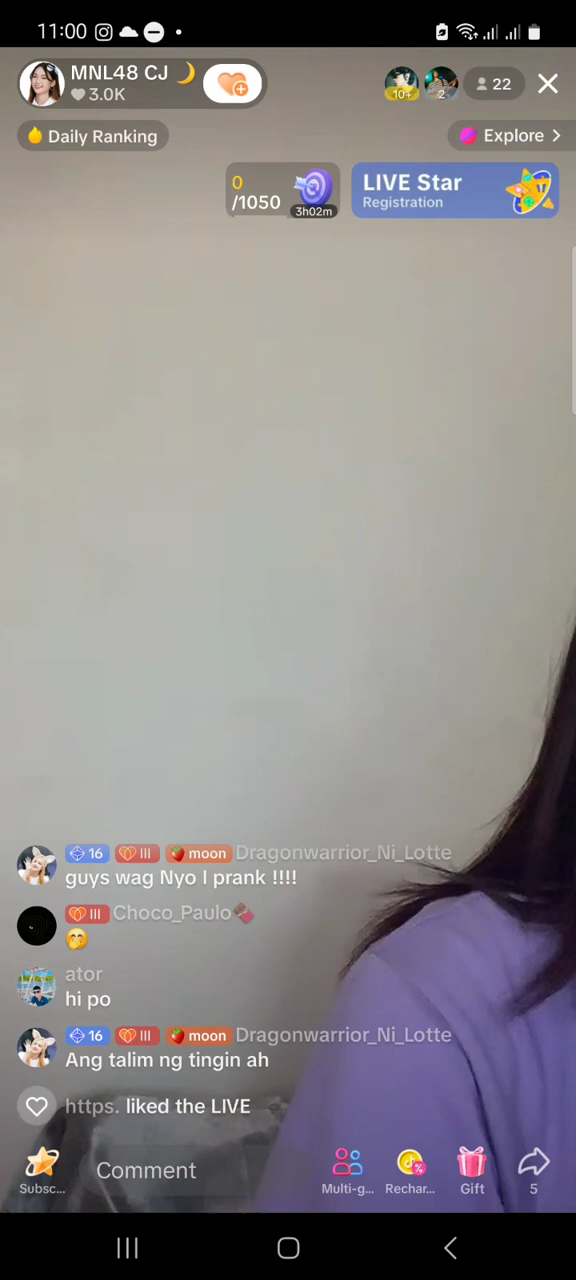 11:00
MNL48 CJ 🌙
3.0K
10+
2
22
Daily Ranking
Explore >
0
/1050
3h02m
LIVE Star
Registration
16 III moon Dragonwarrior_Ni_Lotte
guys wag Nyo I prank !!!!
III Choco_Paulo🍫
🤭
ator
hi po
16 III moon Dragonwarrior_Ni_Lotte
Ang talim ng tingin ah
https. liked the LIVE
Comment
Subsc...
Multi-g...
Rechar...
Gift
5